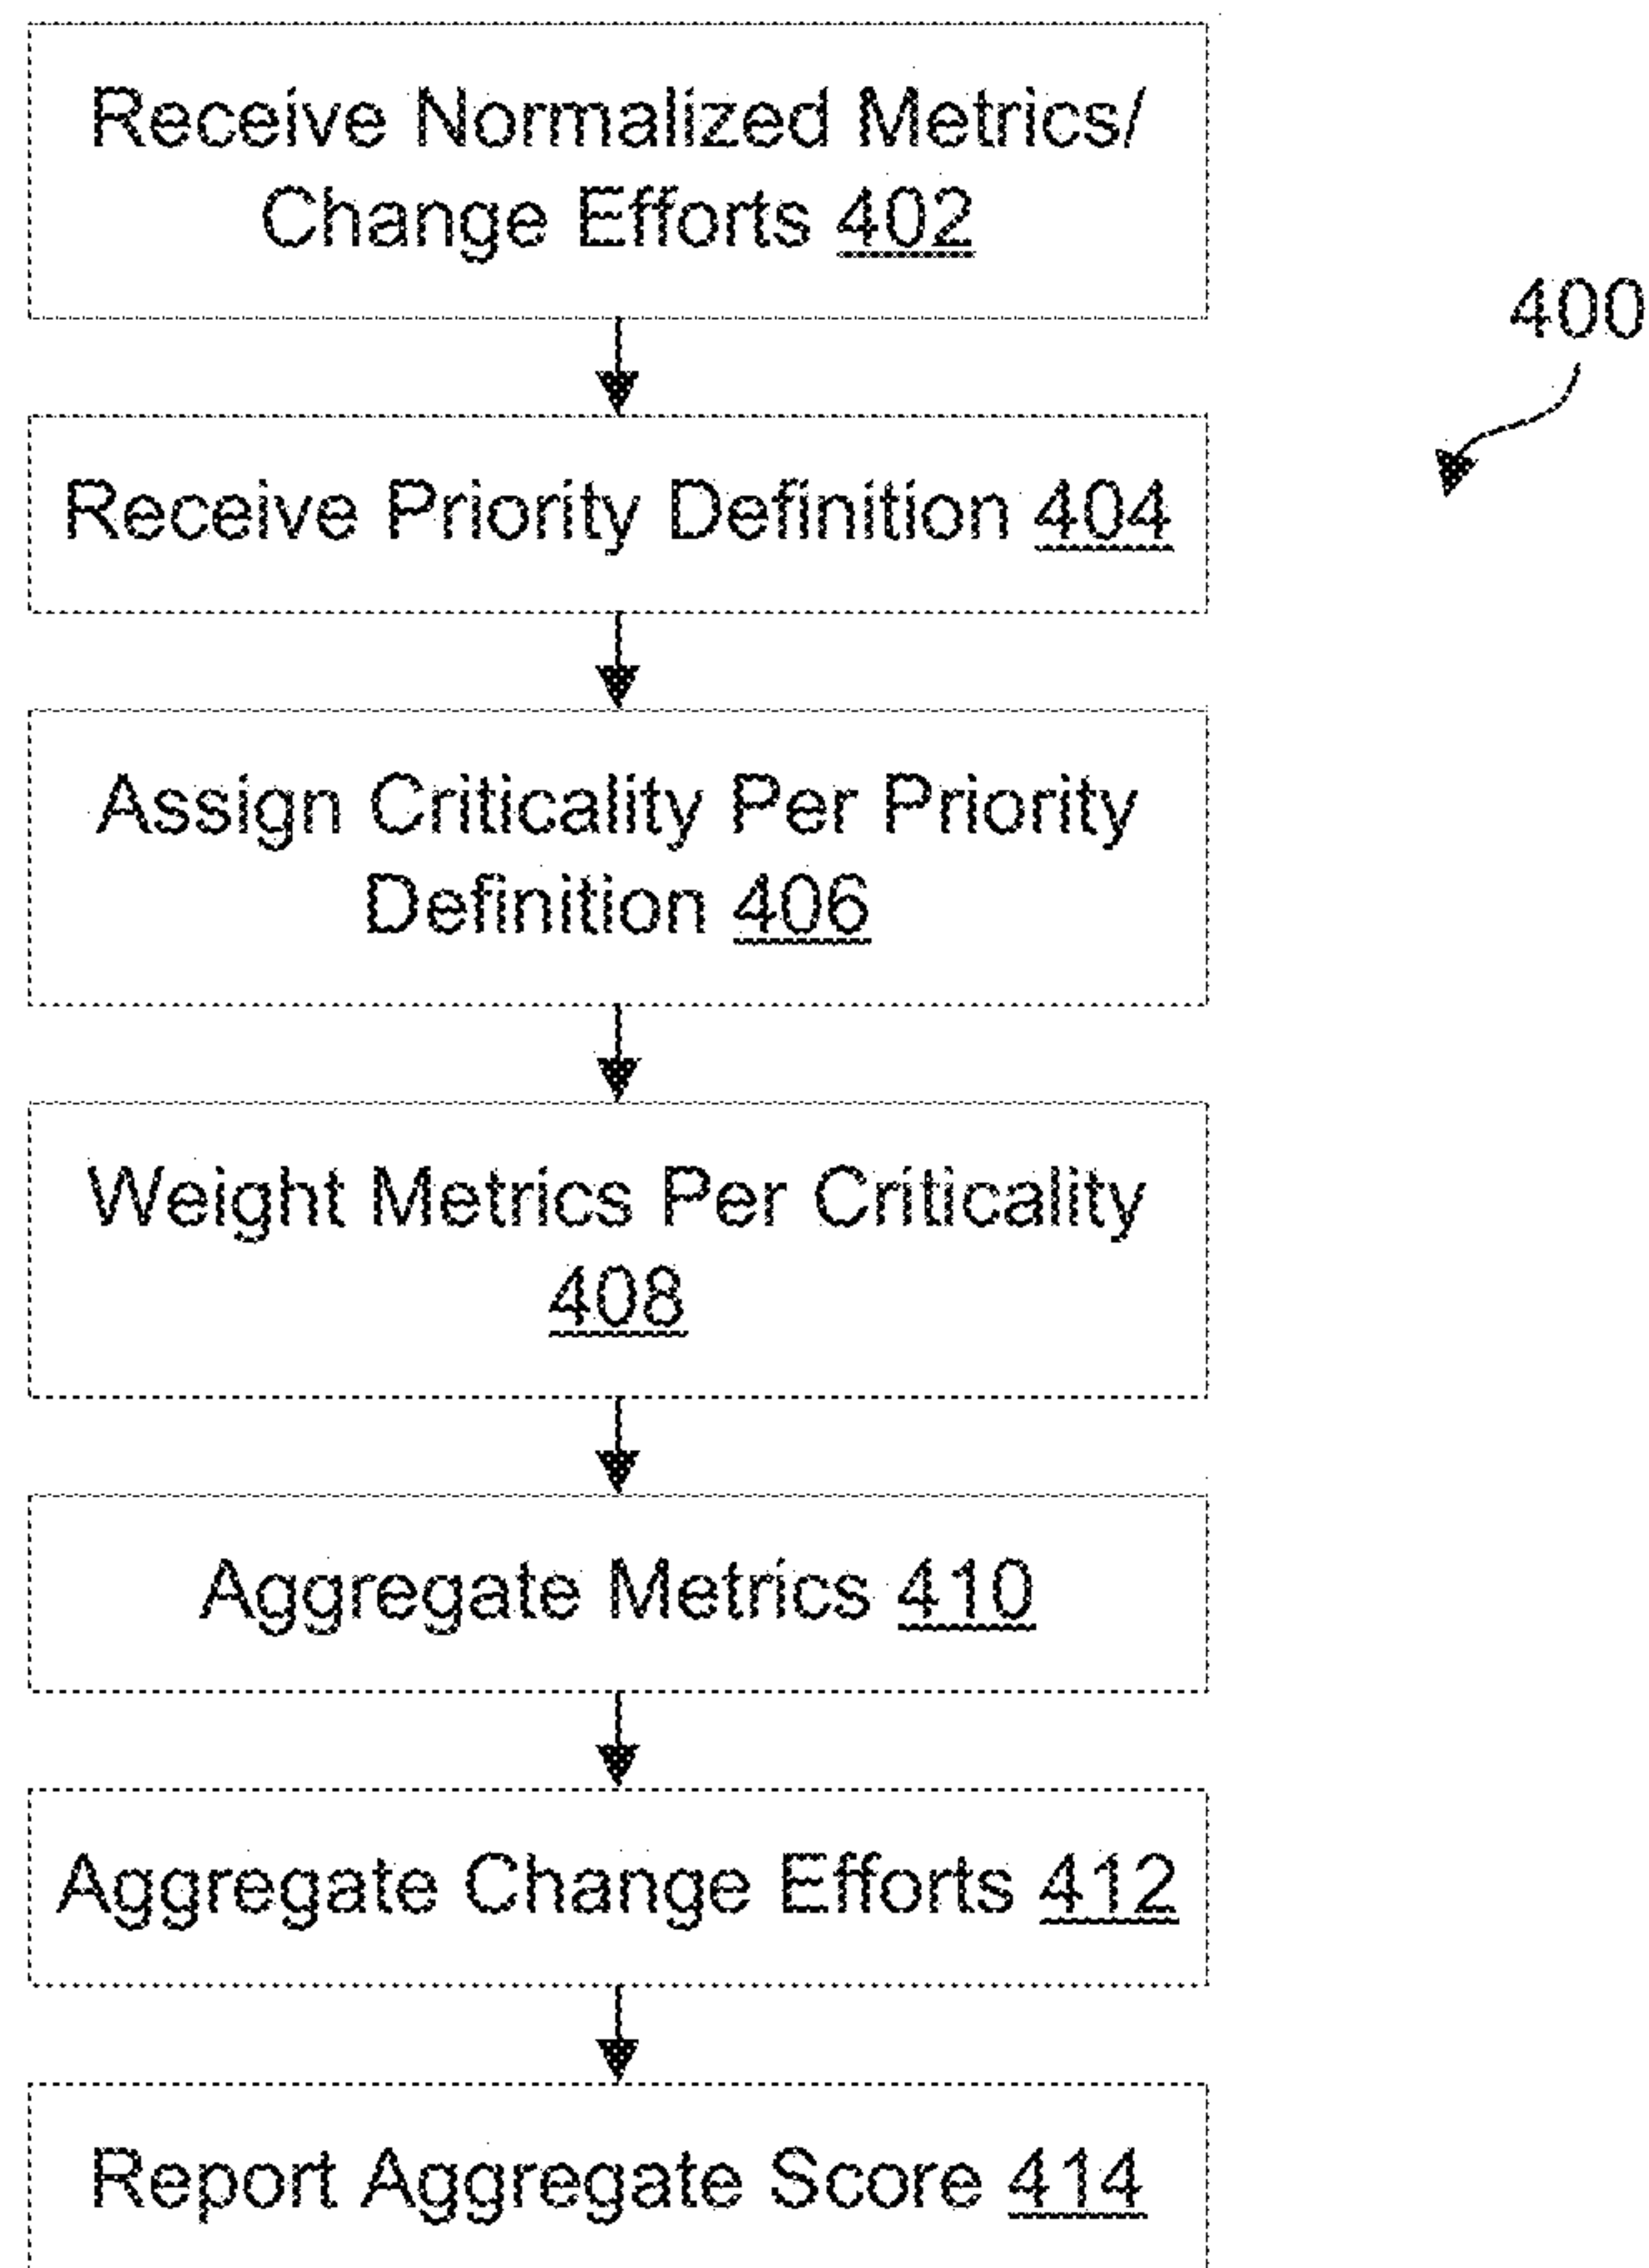 Receive Normalized Metrics/
Change Efforts 402
400
Receive Priority Definition 404
Assign Criticality Per Priority
Definition 406
Weight Metrics Per Criticality
408
Aggregate Metrics 410
Aggregate Change Efforts 412
Report Aggregate Score 414